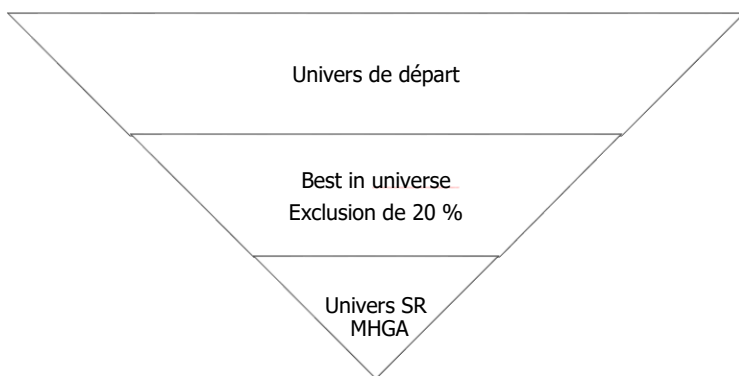 Univers de départ
Best in universe
Exclusion de 20 %
Univers SR
MHGA